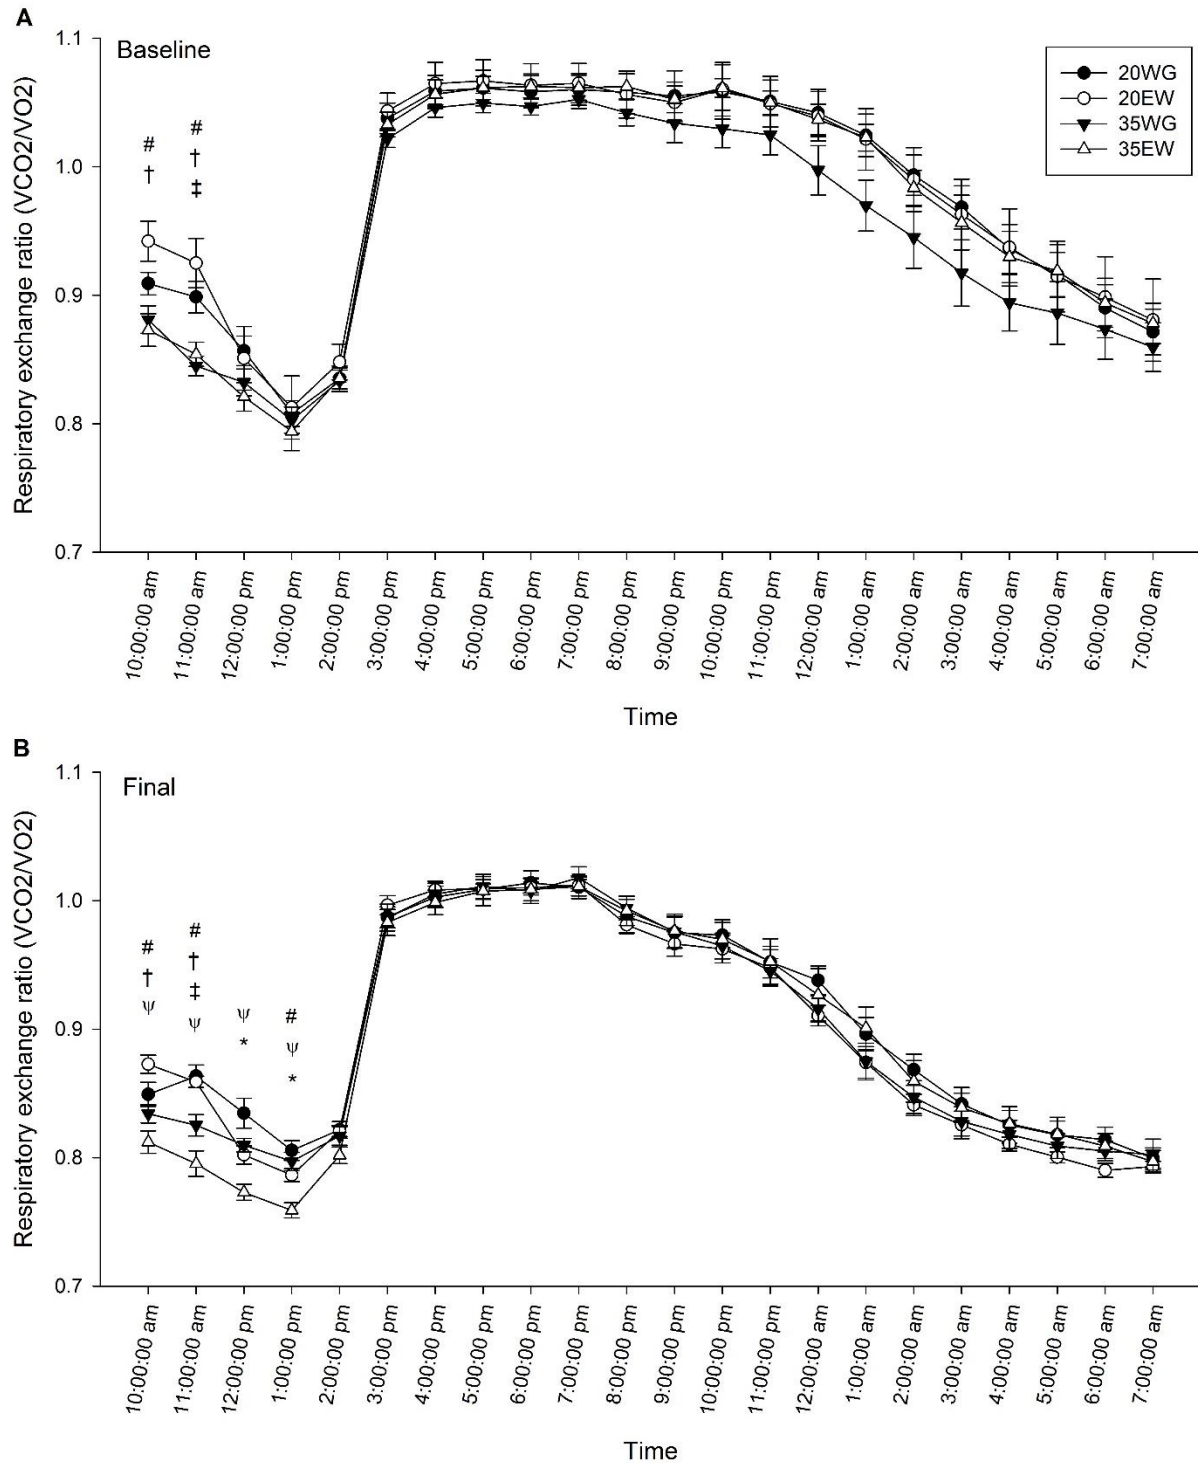 A
Baseline
20WG
20EW
35WG
35EW
Respiratory exchange ratio (VCO2/VO2)
1.1
1.0
0.9
0.8
0.7
#
†
#
†
‡
10:00:00 am
11:00:00 am
12:00:00 pm
1:00:00 pm
2:00:00 pm
3:00:00 pm
4:00:00 pm
5:00:00 pm
6:00:00 pm
7:00:00 pm
8:00:00 pm
9:00:00 pm
10:00:00 pm
11:00:00 pm
12:00:00 am
1:00:00 am
2:00:00 am
3:00:00 am
4:00:00 am
5:00:00 am
6:00:00 am
7:00:00 am
Time
B
Final
Respiratory exchange ratio (VCO2/VO2)
1.1
1.0
0.9
0.8
0.7
#
†
ψ
#
†
‡
ψ
ψ
*
#
ψ
*
10:00:00 am
11:00:00 am
12:00:00 pm
1:00:00 pm
2:00:00 pm
3:00:00 pm
4:00:00 pm
5:00:00 pm
6:00:00 pm
7:00:00 pm
8:00:00 pm
9:00:00 pm
10:00:00 pm
11:00:00 pm
12:00:00 am
1:00:00 am
2:00:00 am
3:00:00 am
4:00:00 am
5:00:00 am
6:00:00 am
7:00:00 am
Time